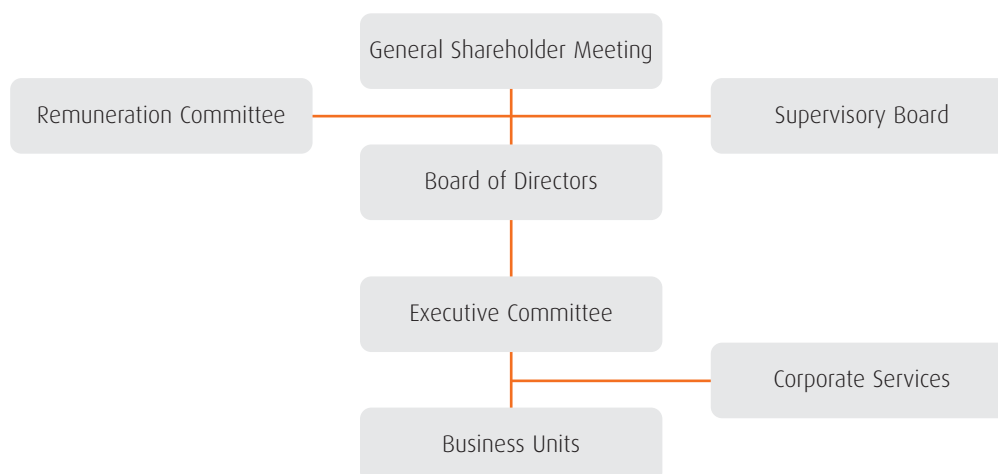 General Shareholder Meeting
Remuneration Committee
Supervisory Board
Board of Directors
Executive Committee
Corporate Services
Business Units